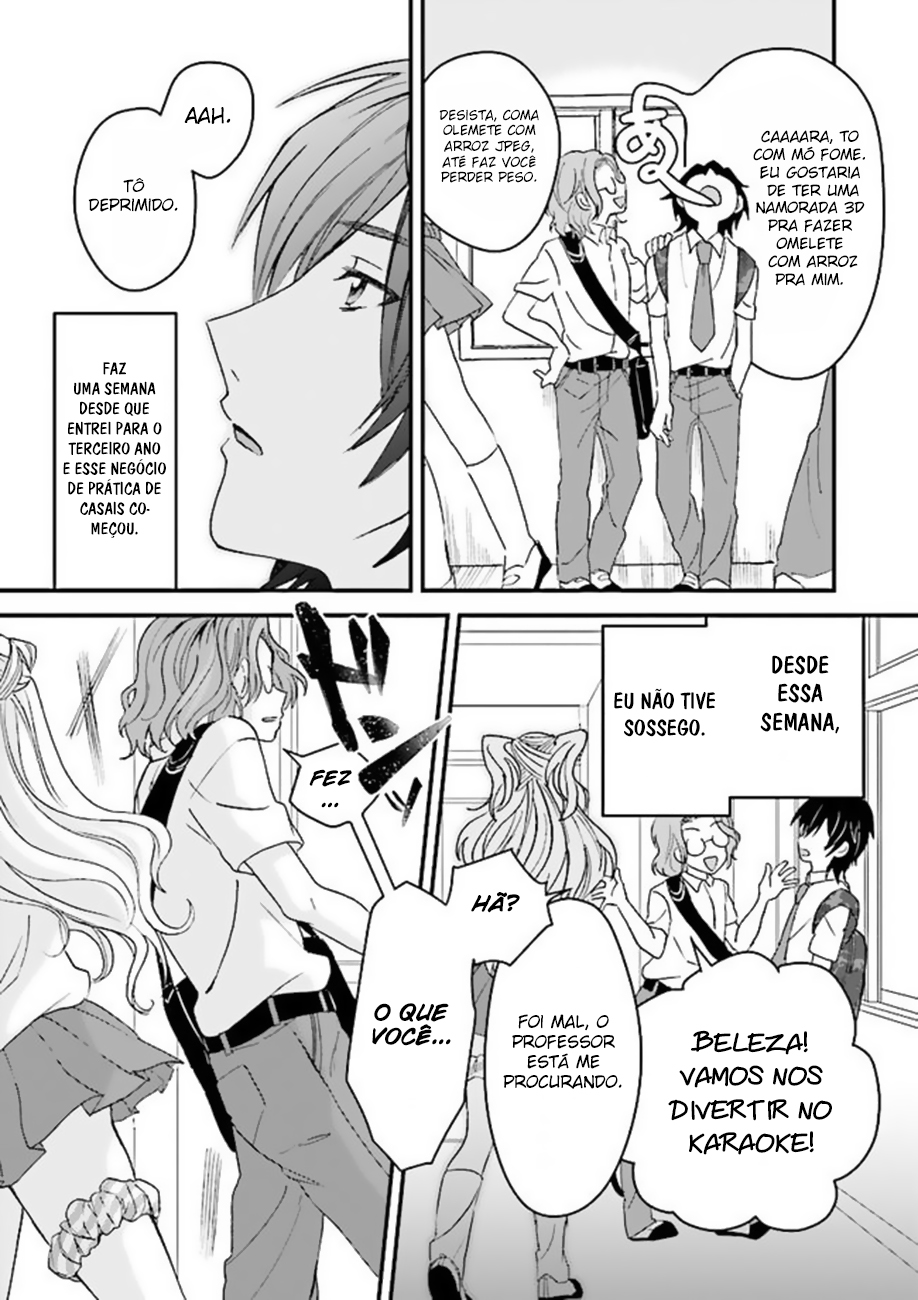 CAAAARA, TO
COM MÓ FOME.
EU GOSTARIA
DE TER UMA
NAMORADA 3D
PRA FAZER
OMELETE
COM ARROZ
PRA MIM.
あ
DESISTA, COMA
OLEMETE COM
ARROZ JPEG,
ATÉ FAZ VOCÊ
PERDER PESO.
AAH.
TÔ
DEPRIMIDO.
FAZ
UMA SEMANA
DESDE QUE
ENTREI PARA O
TERCEIRO ANO
E ESSE NEGÓCIO
DE PRÁTICA DE
CASAIS CO-
MEÇOU.
DESDE
ESSA
SEMANA,
EU NÃO TIVE
SOSSEGO.
BELEZA!
VAMOS NOS
DIVERTIR NO
KARAOKE!
HÃ?
FOI MAL, O
PROFESSOR
ESTÁ ME
PROCURANDO.
ドン
FEZ
...
O QUE
VOCÊ...